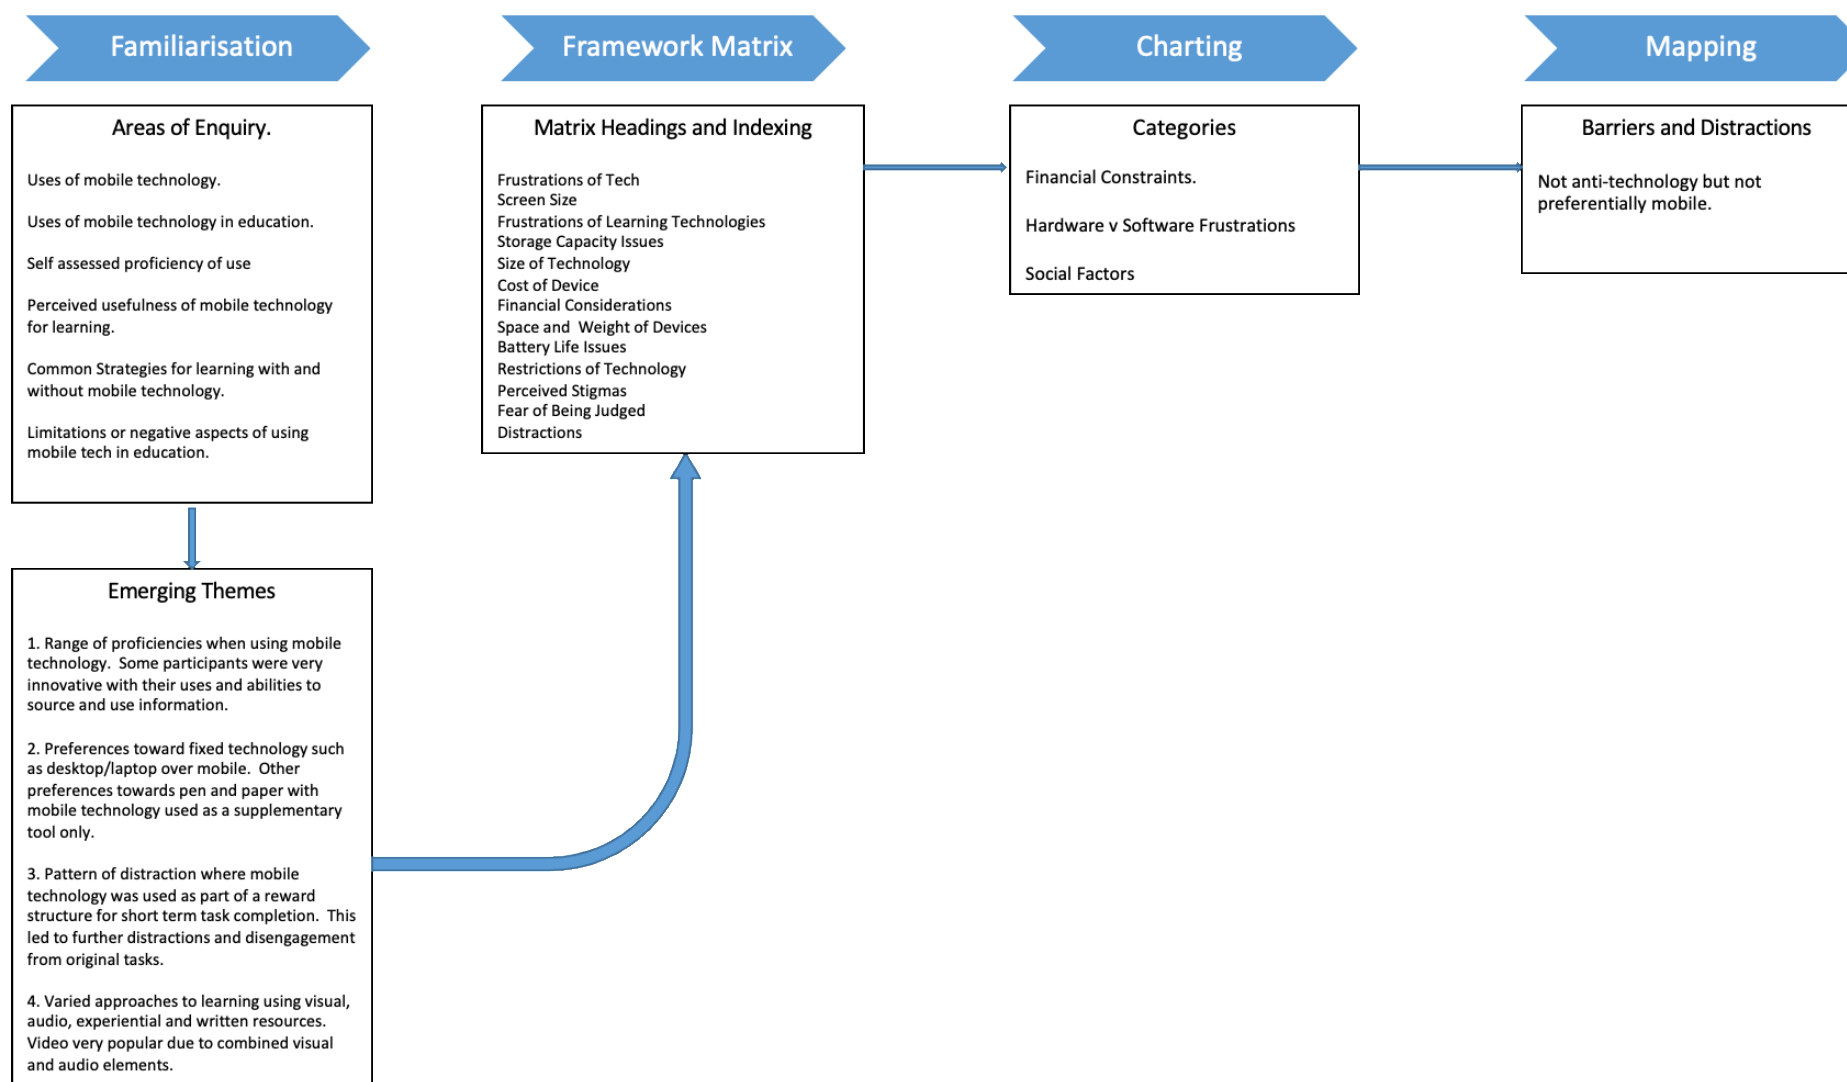 Familiarisation
Framework Matrix
Charting
Mapping
Areas of Enquiry.
Uses of mobile technology.
Uses of mobile technology in education.
Self assessed proficiency of use
Perceived usefulness of mobile technology
for learning.
Common Strategies for learning with and
without mobile technology.
Limitations or negative aspects of using
mobile tech in education.
Emerging Themes
1. Range of proficiencies when using mobile
technology.  Some participants were very
innovative with their uses and abilities to
source and use information.
2. Preferences toward fixed technology such
as desktop/laptop over mobile.  Other
preferences towards pen and paper with
mobile technology used as a supplementary
tool only.
3. Pattern of distraction where mobile
technology was used as part of a reward
structure for short term task completion.  This
led to further distractions and disengagement
from original tasks.
4. Varied approaches to learning using visual,
audio, experiential and written resources.
Video very popular due to combined visual
and audio elements.
Matrix Headings and Indexing
Frustrations of Tech
Screen Size
Frustrations of Learning Technologies
Storage Capacity Issues
Size of Technology
Cost of Device
Financial Considerations
Space and  Weight of Devices
Battery Life Issues
Restrictions of Technology
Perceived Stigmas
Fear of Being Judged
Distractions
Categories
Financial Constraints.
Hardware v Software Frustrations
Social Factors
Barriers and Distractions
Not anti-technology but not
preferentially mobile.